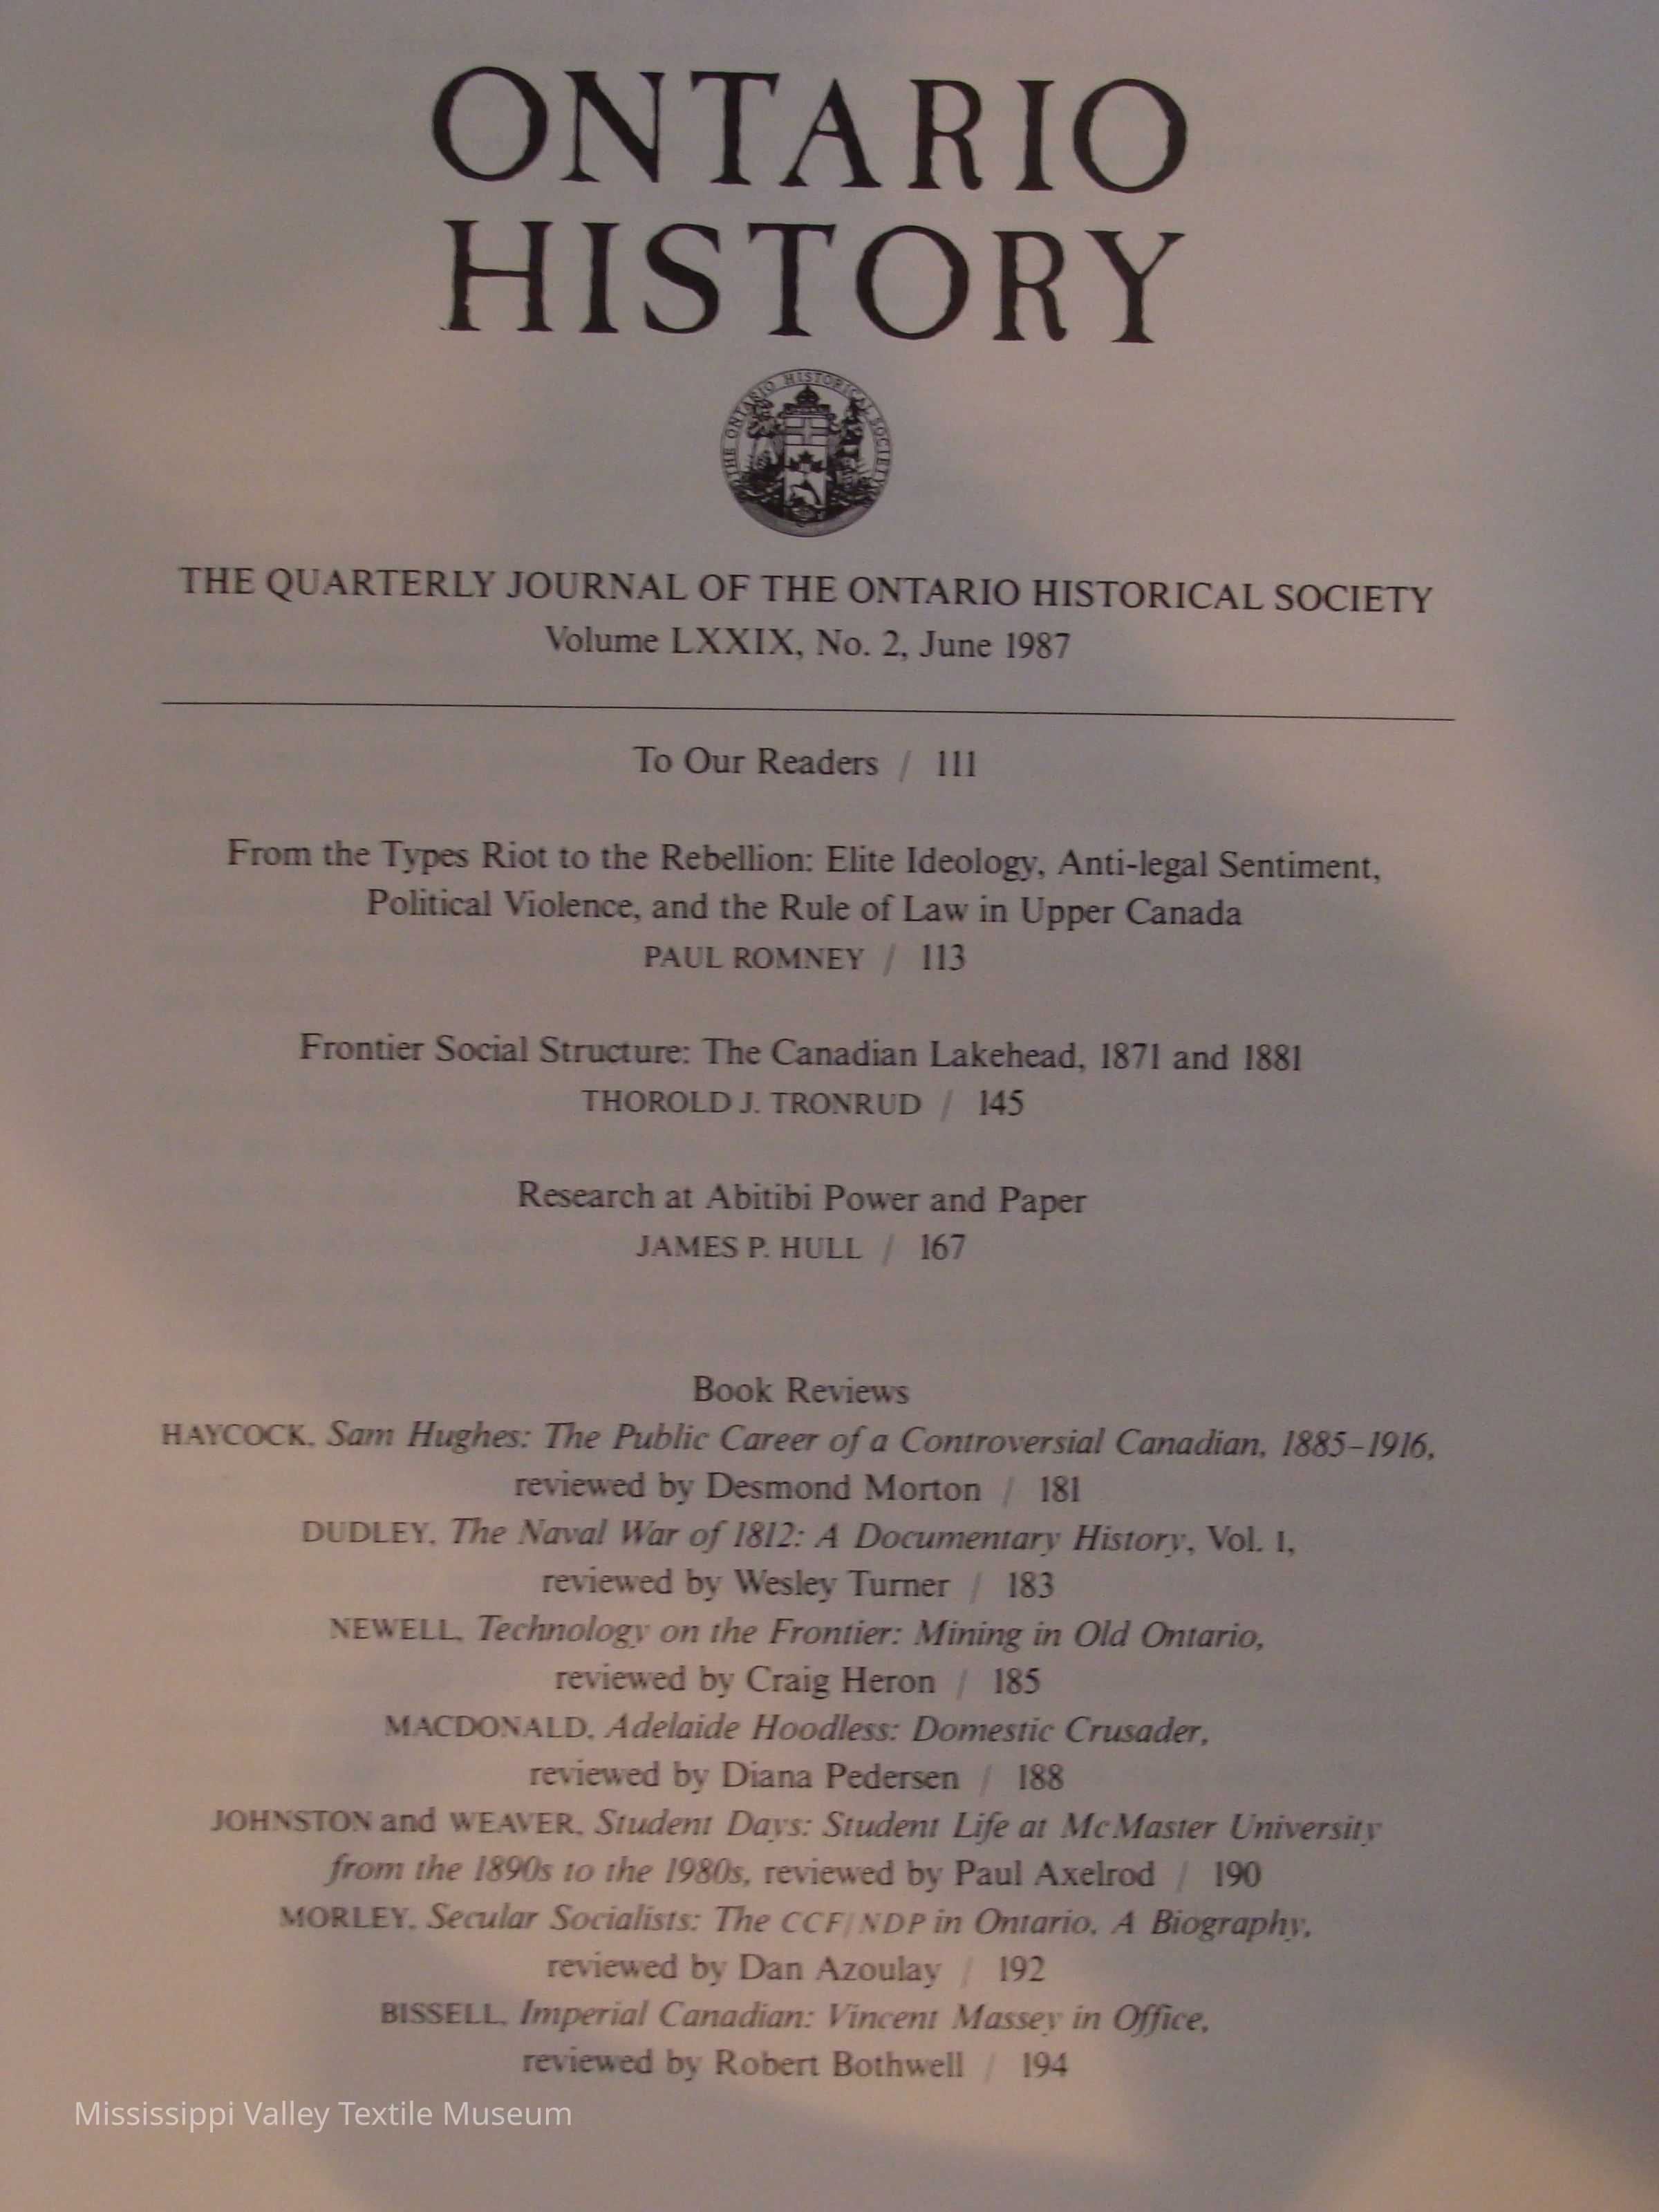 ONTARIO
HISTORY
THE ONTARIO HISTORICAL SOCIETY
THE QUARTERLY JOURNAL OF THE ONTARIO HISTORICAL SOCIETY
Volume LXXIX, No. 2, June 1987
To Our Readers / 111
From the Types Riot to the Rebellion: Elite Ideology, Anti-legal Sentiment,
Political Violence, and the Rule of Law in Upper Canada
PAUL ROMNEY / 113
Frontier Social Structure: The Canadian Lakehead, 1871 and 1881
THOROLD J. TRONRUD / 145
Research at Abitibi Power and Paper
JAMES P. HULL / 167
Book Reviews
HAYCOCK, Sam Hughes: The Public Career of a Controversial Canadian, 1885–1916,
reviewed by Desmond Morton / 181
DUDLEY, The Naval War of 1812: A Documentary History, Vol. 1,
reviewed by Wesley Turner / 183
NEWELL, Technology on the Frontier: Mining in Old Ontario,
reviewed by Craig Heron / 185
MACDONALD, Adelaide Hoodless: Domestic Crusader,
reviewed by Diana Pedersen / 188
JOHNSTON and WEAVER, Student Days: Student Life at McMaster University
from the 1890s to the 1980s, reviewed by Paul Axelrod / 190
MORLEY, Secular Socialists: The CCF/NDP in Ontario, A Biography,
reviewed by Dan Azoulay / 192
BISSELL, Imperial Canadian: Vincent Massey in Office,
reviewed by Robert Bothwell / 194
Mississippi Valley Textile Museum